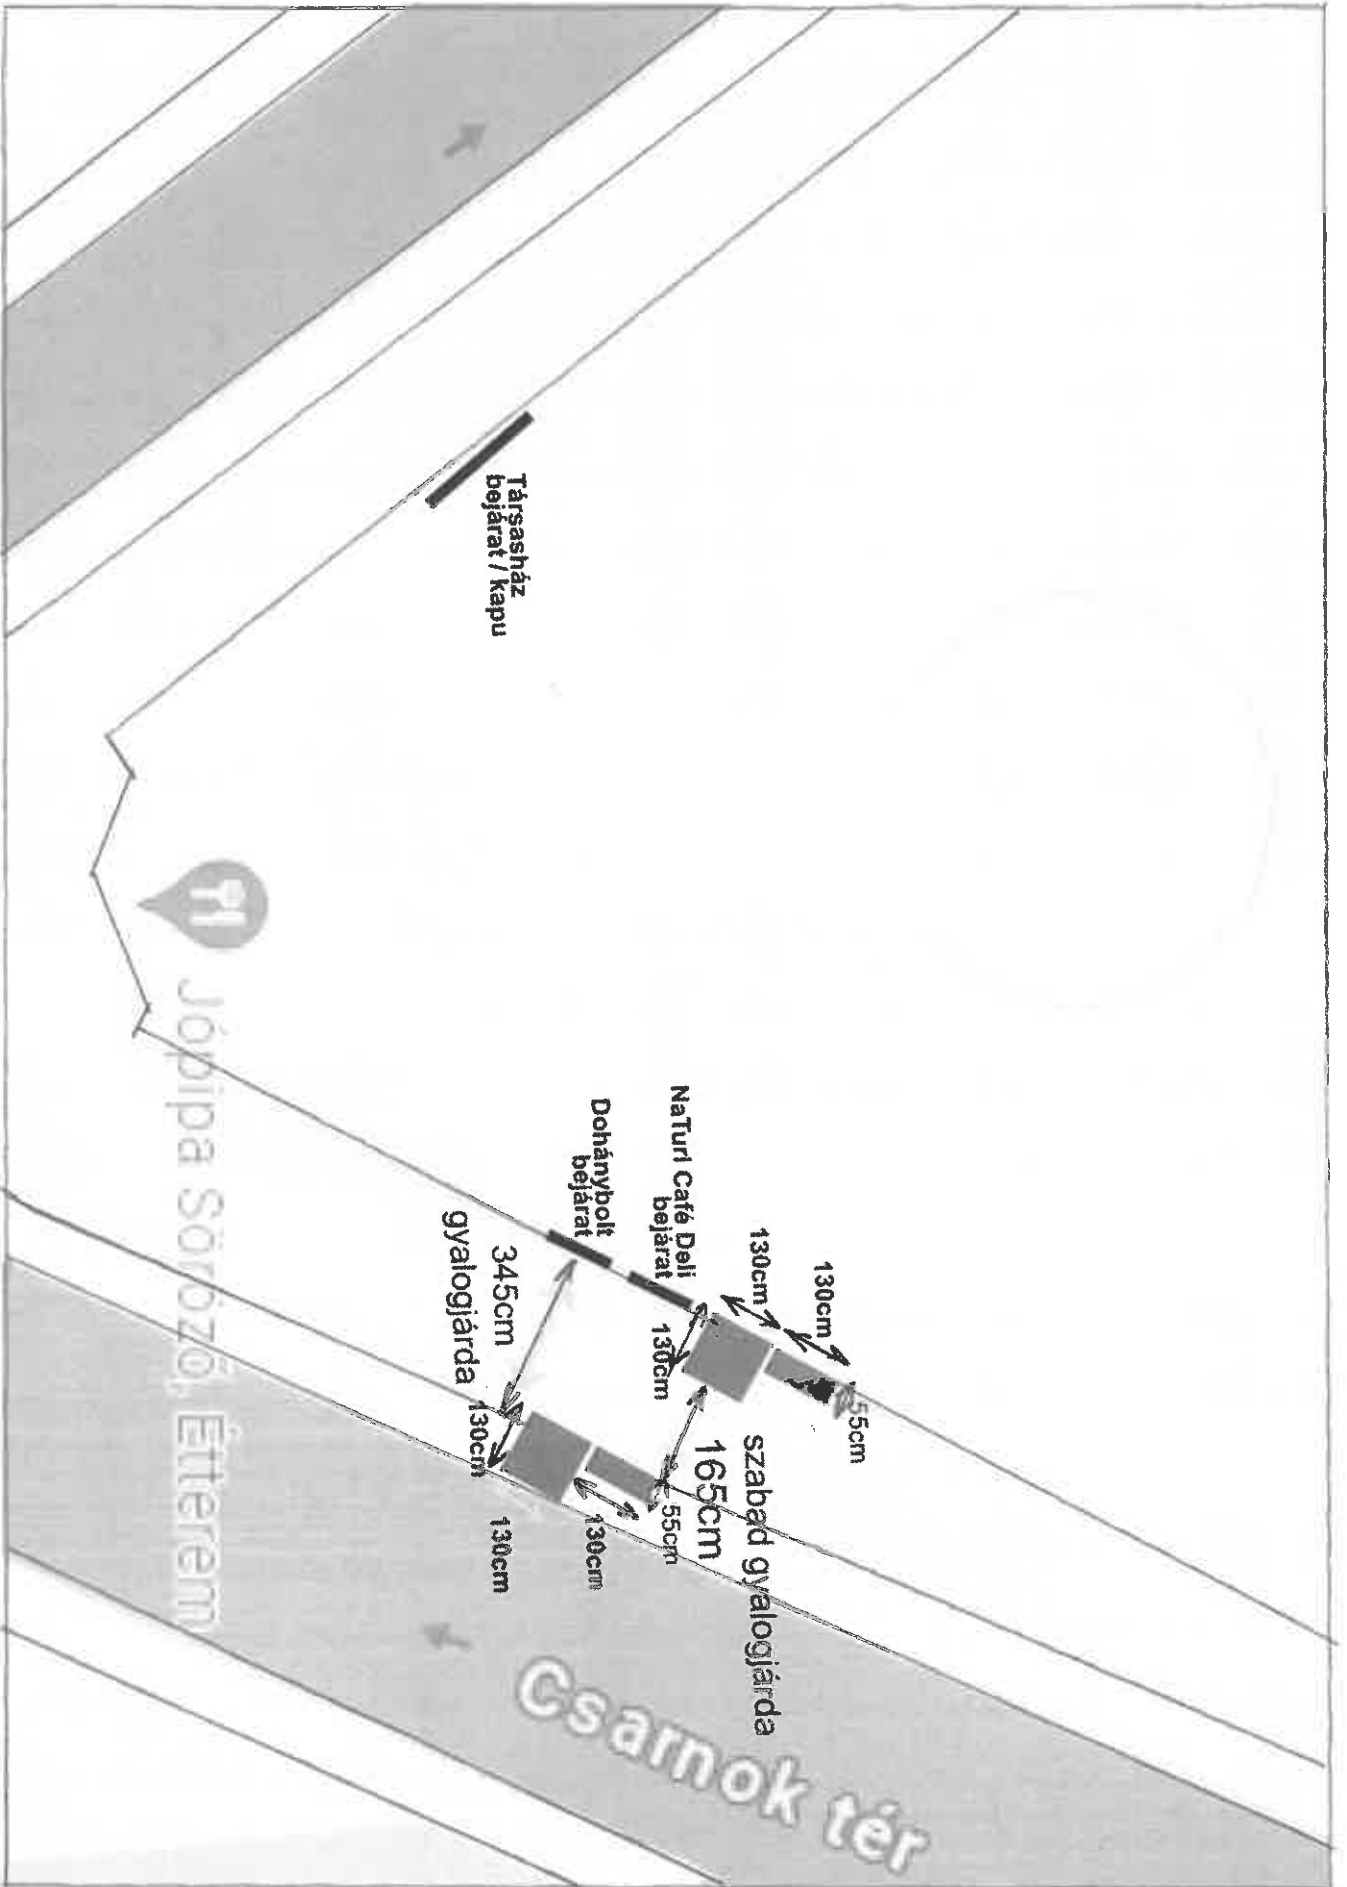 Társasház
bejárat / kapu
Jópipa Söröző, Étterem
NaTurl Café Deli
bejárat
Dohánybolt
bejárat
130cm
130cm
55cm
130cm
345cm
gyalogjárda
szabad gyalogjárda
165cm
130cm
55cm
130cm
130cm
Csarnok tér